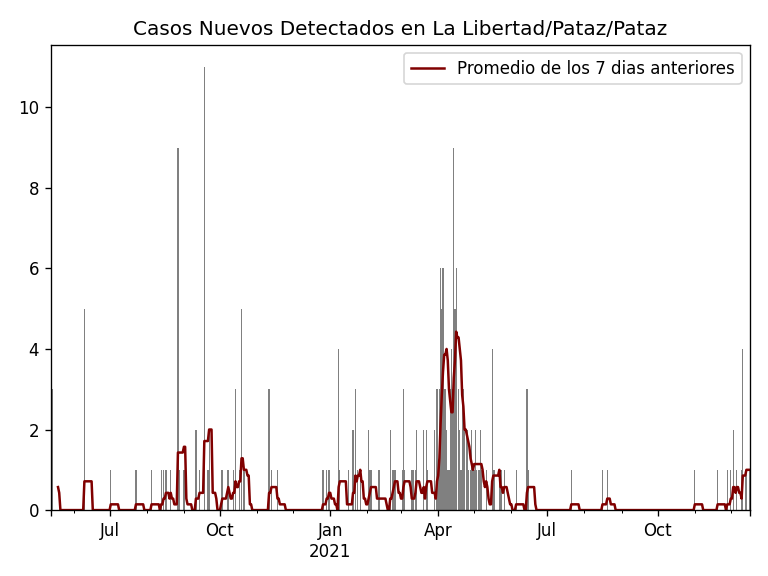 Casos Nuevos Detectados en La Libertad/Pataz/Pataz
Promedio de los 7 dias anteriores
10
8
6
4
2
0
Jul
Oct
Jan
2021
Apr
Jul
Oct